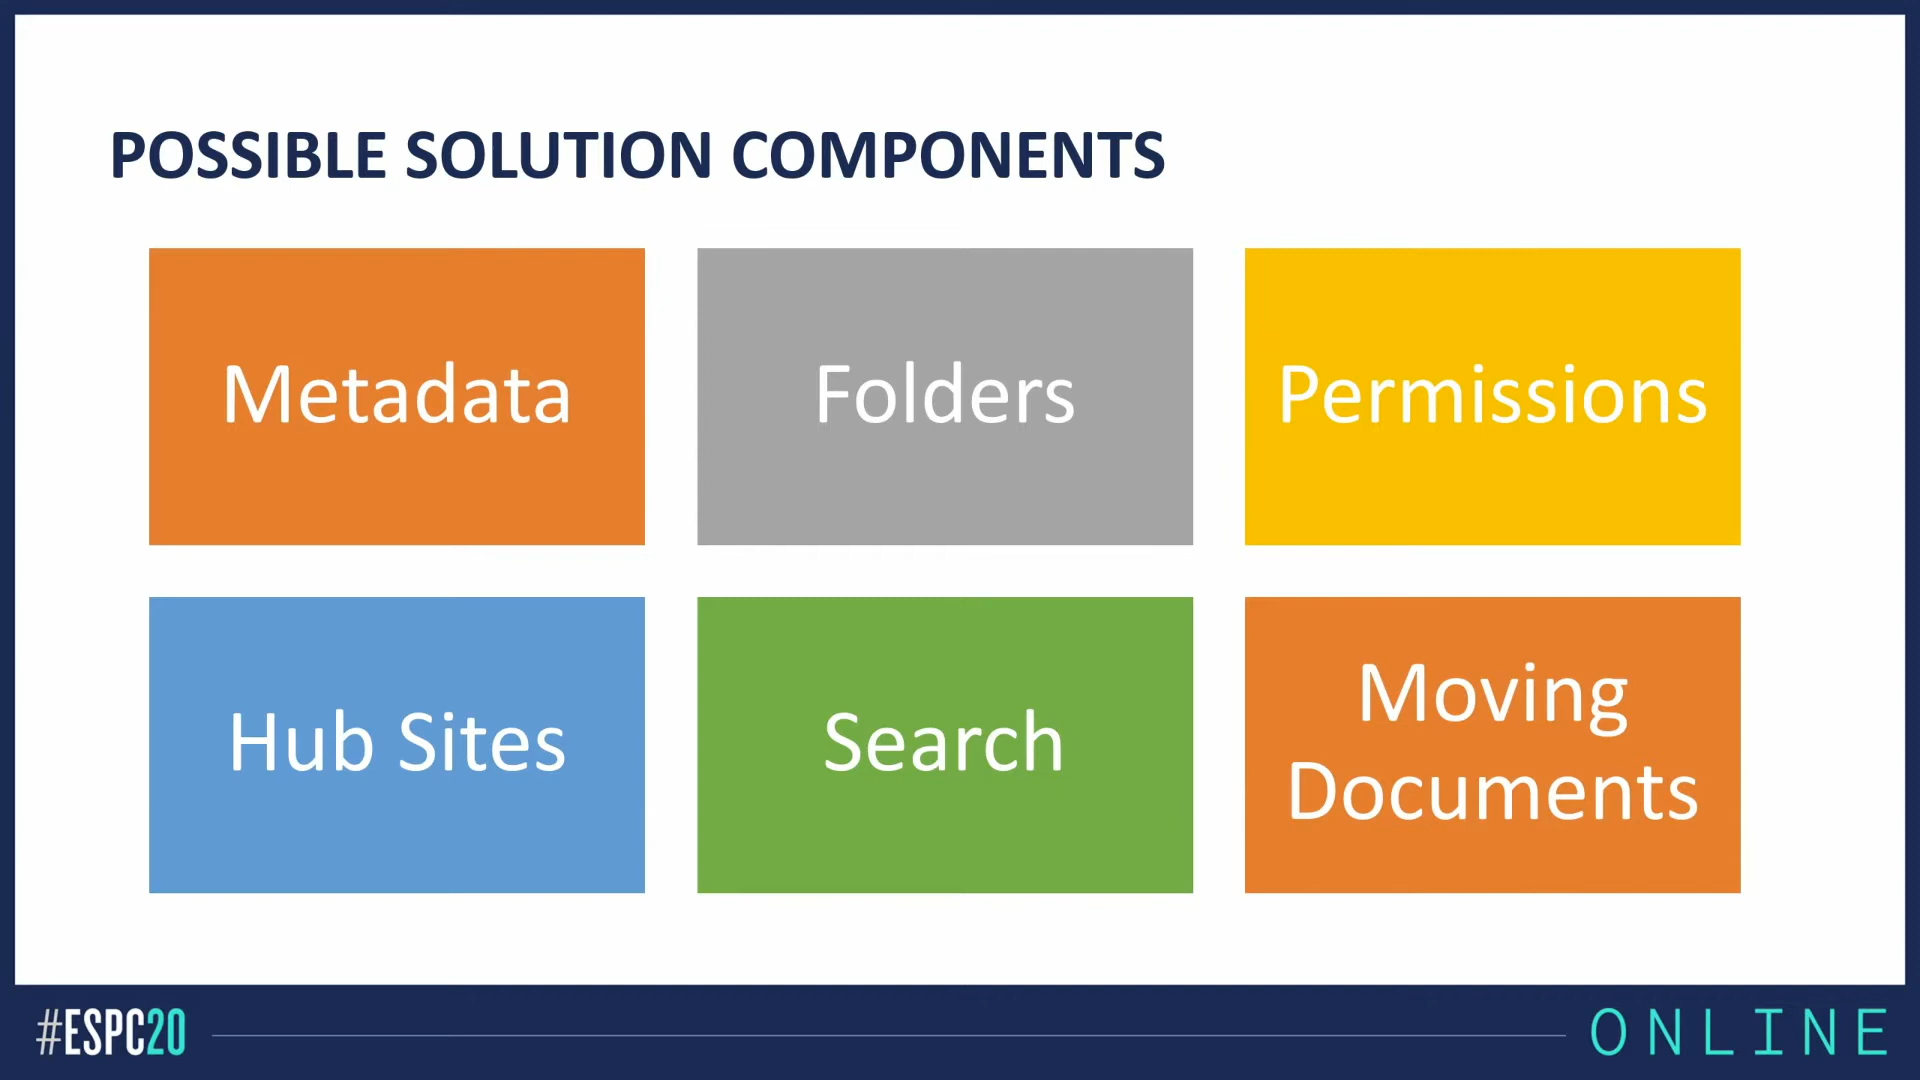 POSSIBLE SOLUTION COMPONENTS
Metadata
Folders
Permissions
Hub Sites
Search
Moving
Documents
#ESPC20
ONLINE